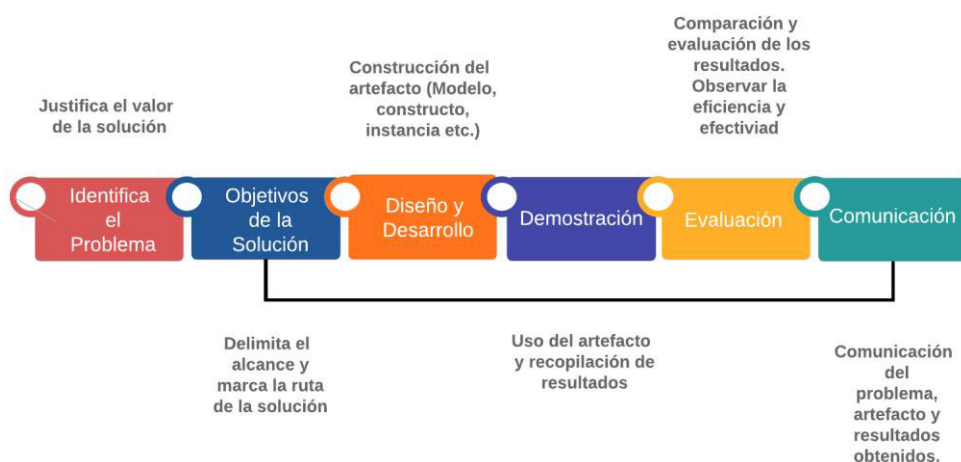 Justifica el valor
de la solución
Construcción del
artefacto (Modelo,
constructo,
instancia etc.)
Comparación y
evaluación de los
resultados.
Observar la
eficiencia y
efectiviad
Identifica
el
Problema
Objetivos
de la
Solución
Diseño y
Desarrollo
Demostración
Evaluación
Comunicación
Delimita el
alcance y
marca la ruta
de la solución
Uso del artefacto
y recopilación de
resultados
Comunicación
del
problema,
artefacto y
resultados
obtenidos.